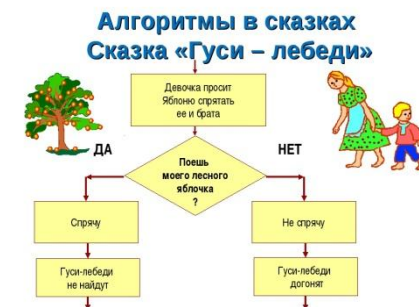 Алгоритмы в сказках
Сказка «Гуси – лебеди»
Девочка просит
Яблоню спрятать
ее и брата
ДА
НЕТ
Поешь
моего лесного
яблочка
?
Спрячу
Не спрячу
Гуси-лебеди
не найдут
Гуси-лебеди
догонят